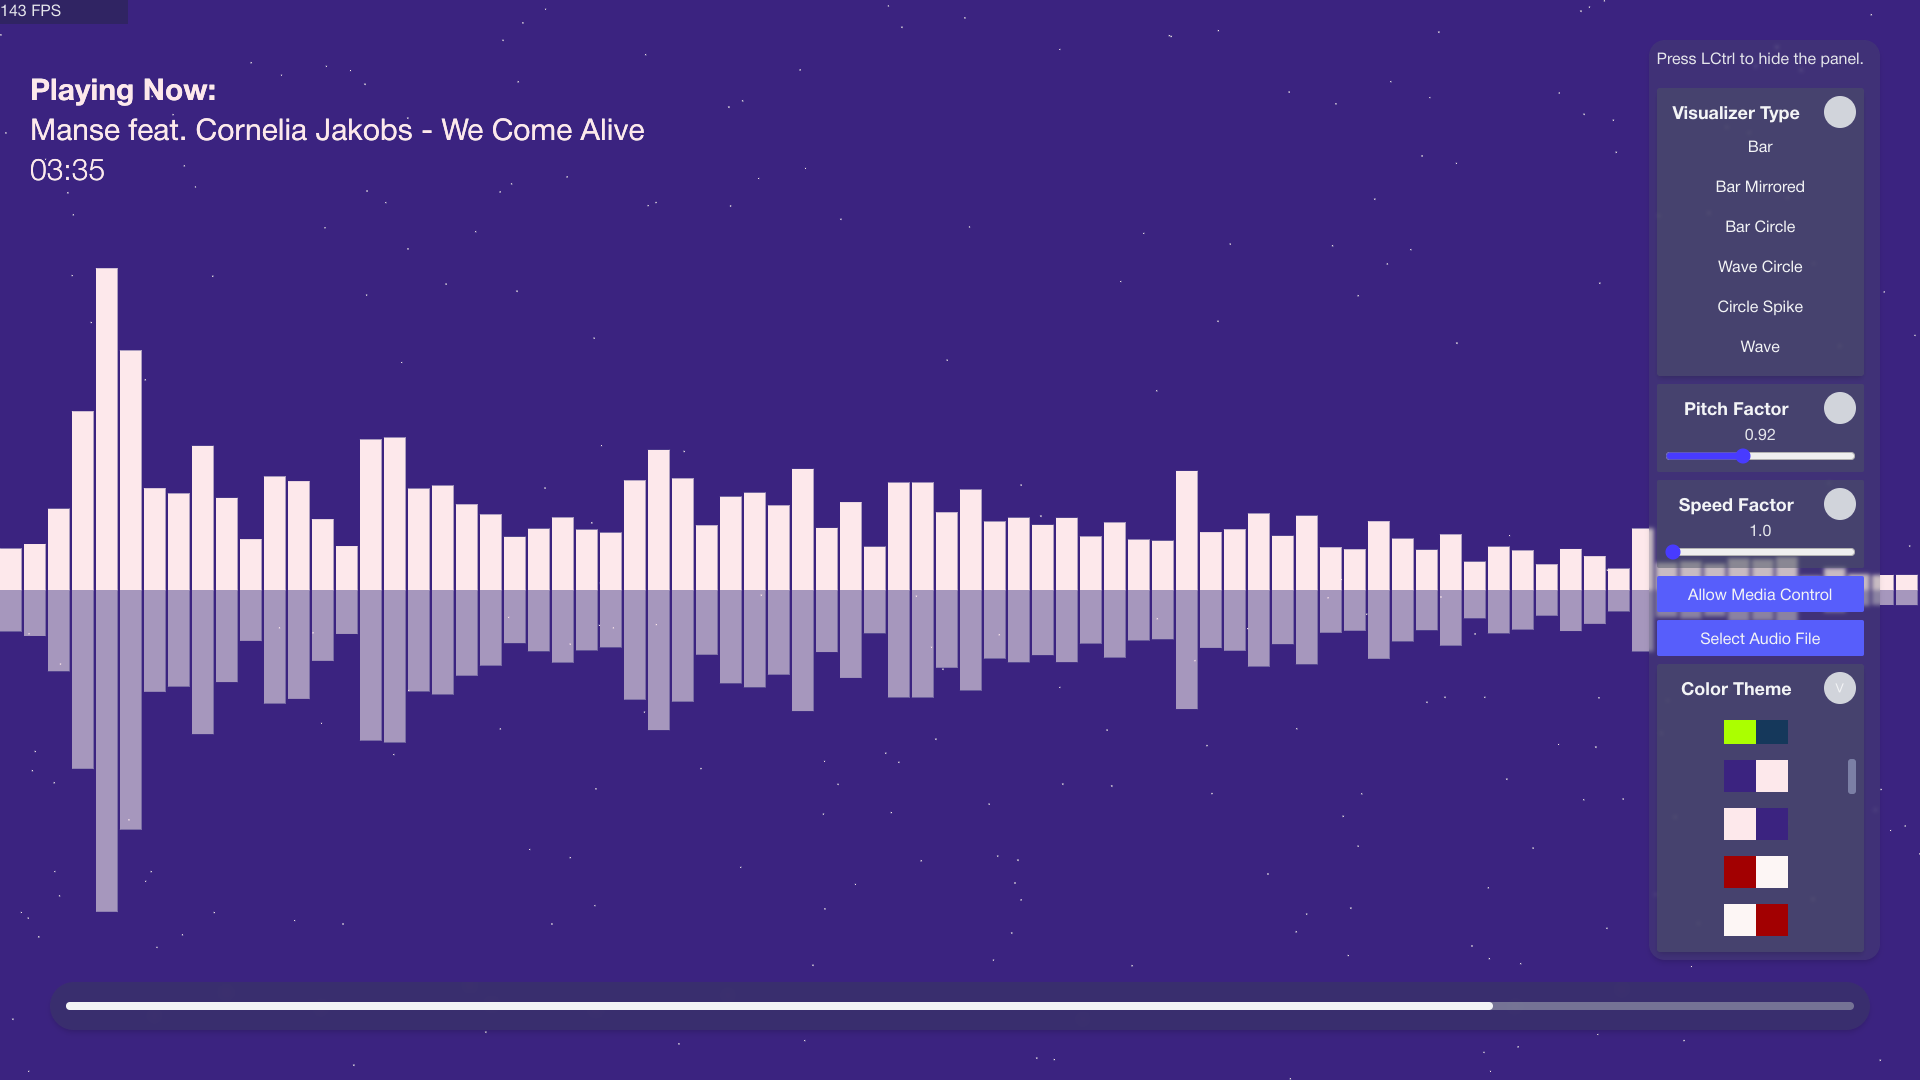 143 FPS
Playing Now:
Manse feat. Cornelia Jakobs - We Come Alive
03:35
Press LCtrl to hide the panel.
Visualizer Type
Bar
Bar Mirrored
Bar Circle
Wave Circle
Circle Spike
Wave
Pitch Factor
0.92
Speed Factor
1.0
Allow Media Control
Select Audio File
Color Theme
V